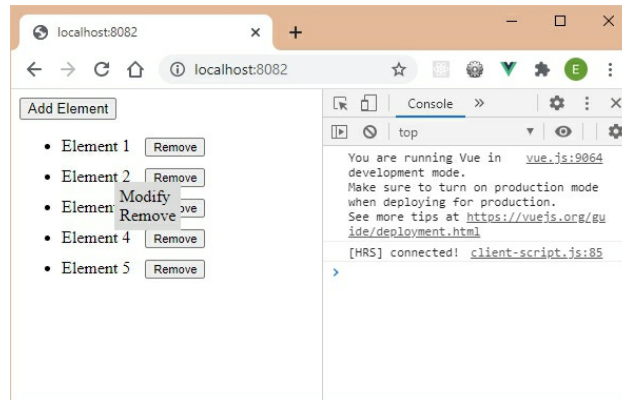 localhost:8082
localhost:8082
E
Add Element
Console
top
Element 1 Remove
Element 2 Remove
Modify
Elemen
Remove
Element 4 Remove
Element 5 Remove
You are running Vue in vue.js:9064
development mode.
Make sure to turn on production mode
when deploying for production.
See more tips at https://vuejs.org/gu
ide/deployment.html
[HRS] connected! client-script.js:85